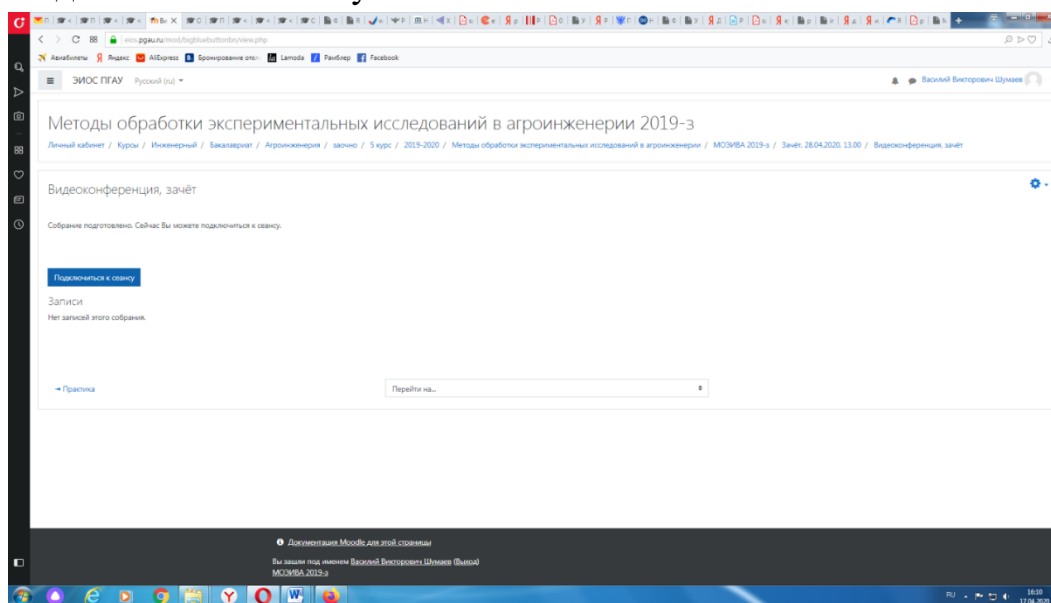 eios.pgau.ru/mod/bigbluebuttonbn/view.php
Авиабилеты Яндекс AliExpress Бронирование отел Lamoda Рамблер Facebook
ЭИОС ПГАУ Русский (ru)
Василий Викторович Шумаев
Методы обработки экспериментальных исследований в агроинженерии 2019-з
Личный кабинет / Курсы / Инженерный / Бакалавриат / Агроинженерия / заочно / 5 курс / 2019-2020 / Методы обработки экспериментальных исследований в агроинженерии / МОЭИВА 2019-з / Зачёт, 28.04.2020, 13.00 / Видеоконференция, зачёт
Видеоконференция, зачёт
Собрание подготовлено. Сейчас Вы можете подключиться к сеансу.
Подключиться к сеансу
Записи
Нет записей этого собрания.
Практика
Перейти на...
Документация Moodle для этой страницы
Вы зашли под именем Василий Викторович Шумаев (Выход)
МОЭИВА 2019-з
RU
16:10
17.04.2020